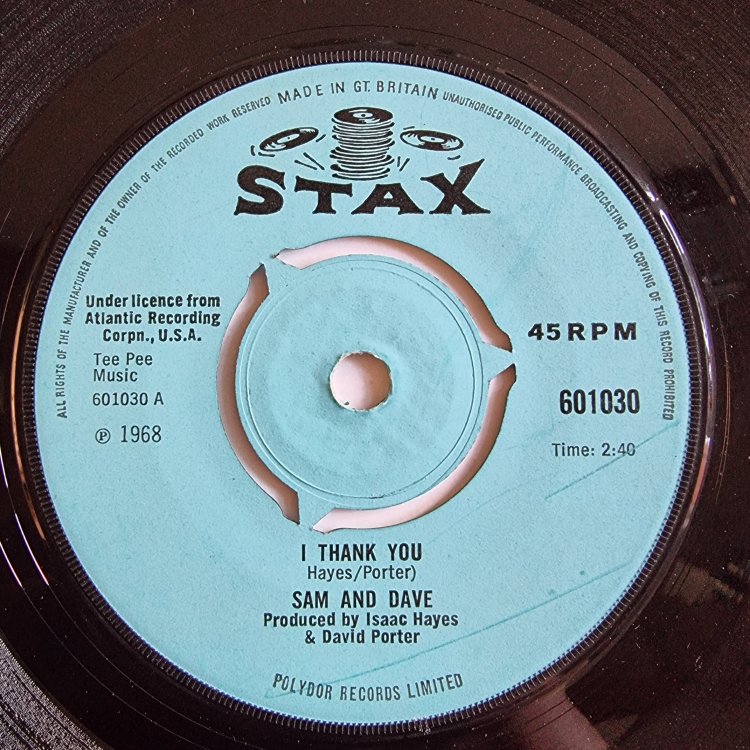 ALL RIGHTS OF THE MANUFACTURER AND OF THE OWNER OF THE RECORDED WORK RESERVED MADE IN GT. BRITAIN UNAUTHORISED PUBLIC PERFORMANCE BROADCASTING AND COPYING OF THIS RECORD PROHIBITED
STAX
Under licence from
Atlantic Recording
Corpn., U.S.A.
Tee Pee
Music
601030 A
℗ 1968
45 RPM
601030
Time: 2:40
I THANK YOU
Hayes/Porter)
SAM AND DAVE
Produced by Isaac Hayes
& David Porter
POLYDOR RECORDS LIMITED